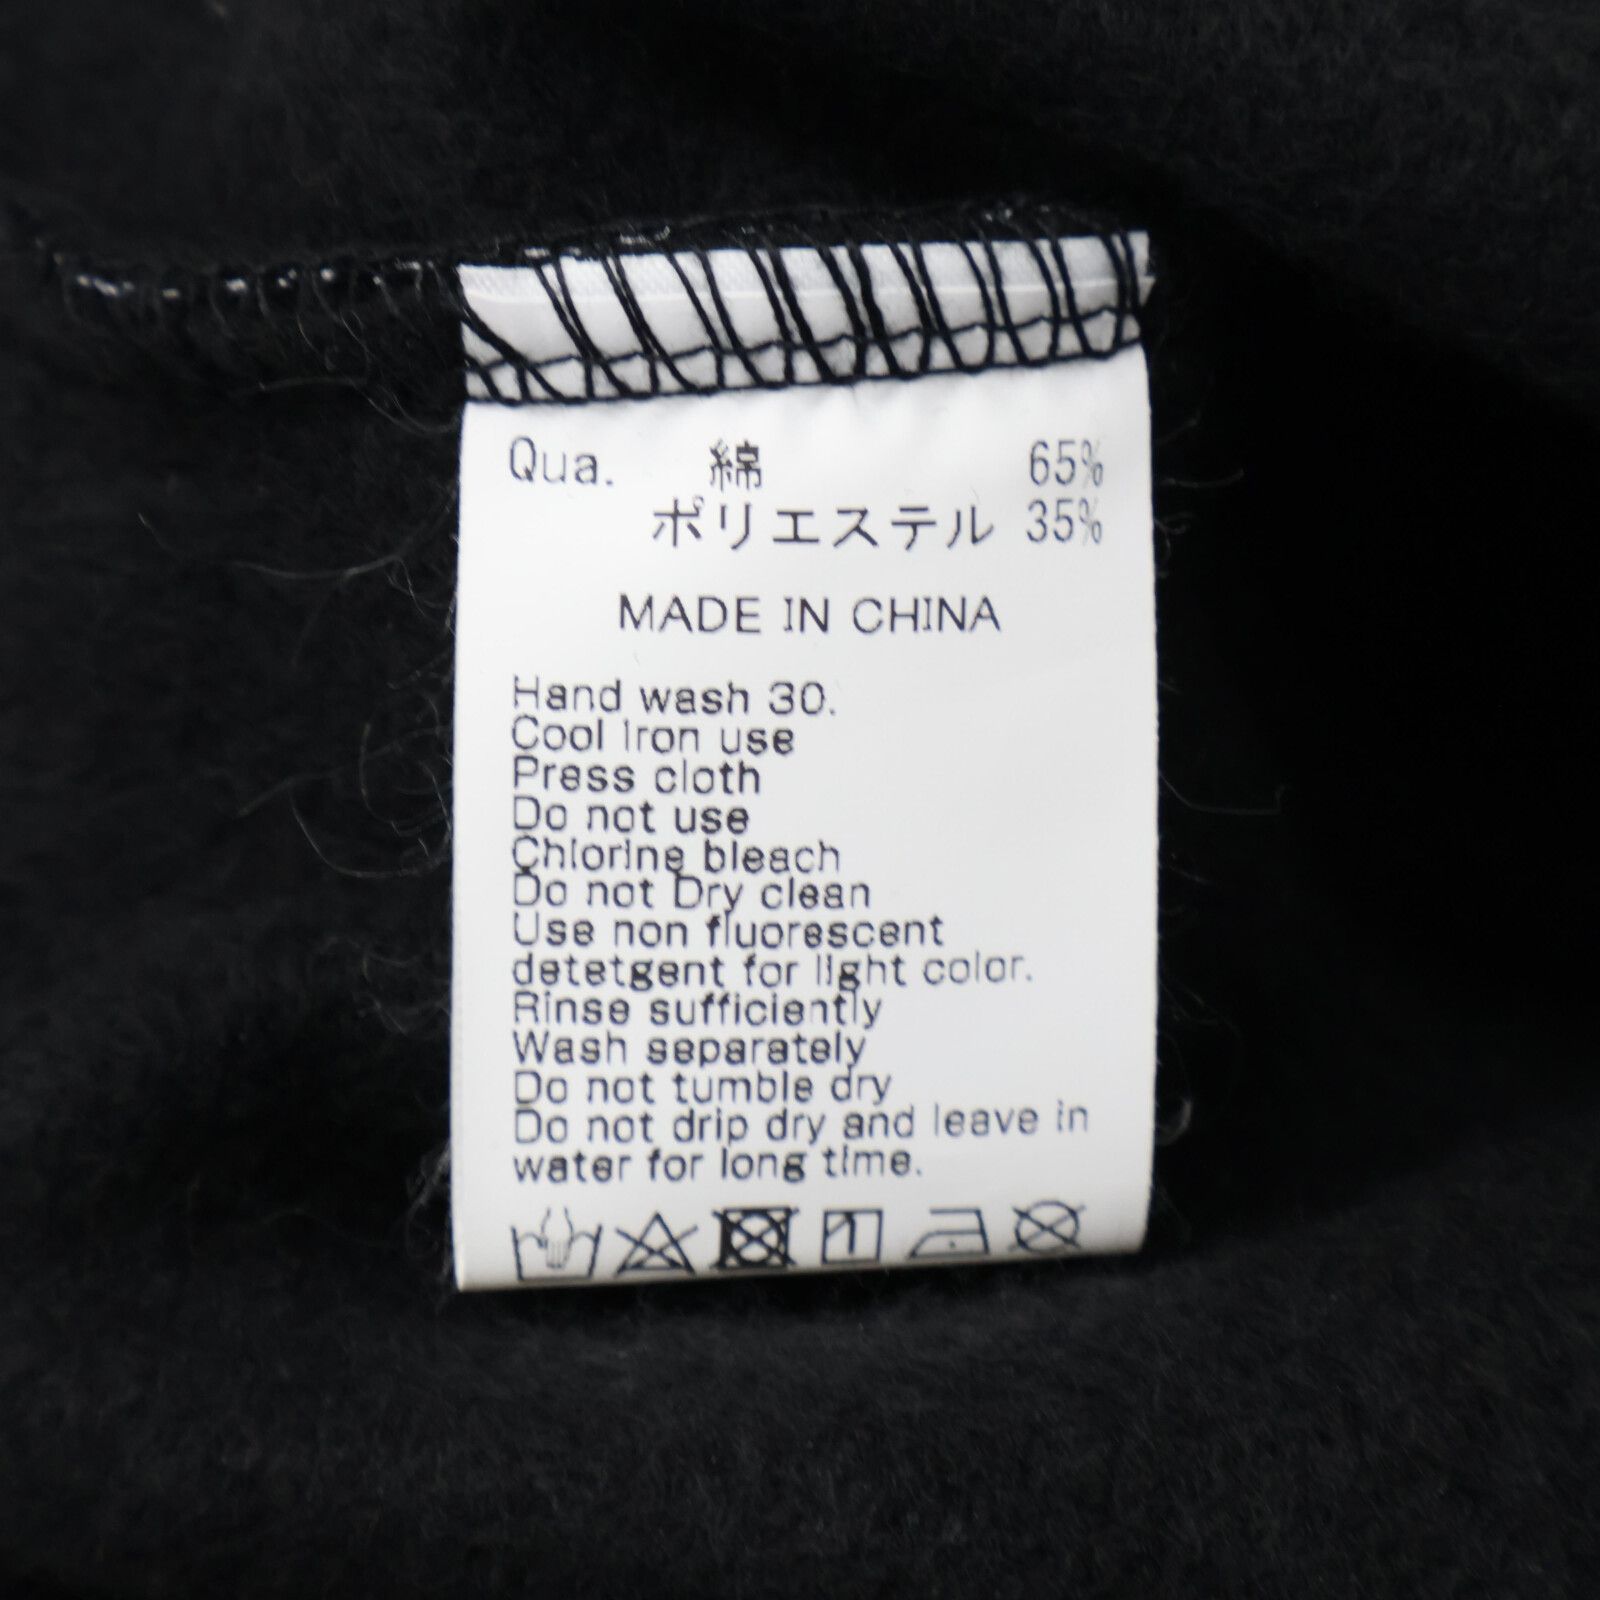 Qua. 綿 65%
ポリエステル 35%
MADE IN CHINA
Hand wash 30.
Cool iron use
Press cloth
Do not use
Chlorine bleach
Do not Dry clean
Use non fluorescent
detetgent for light color.
Rinse sufficiently
Wash separately
Do not tumble dry
Do not drip dry and leave in
water for long time.